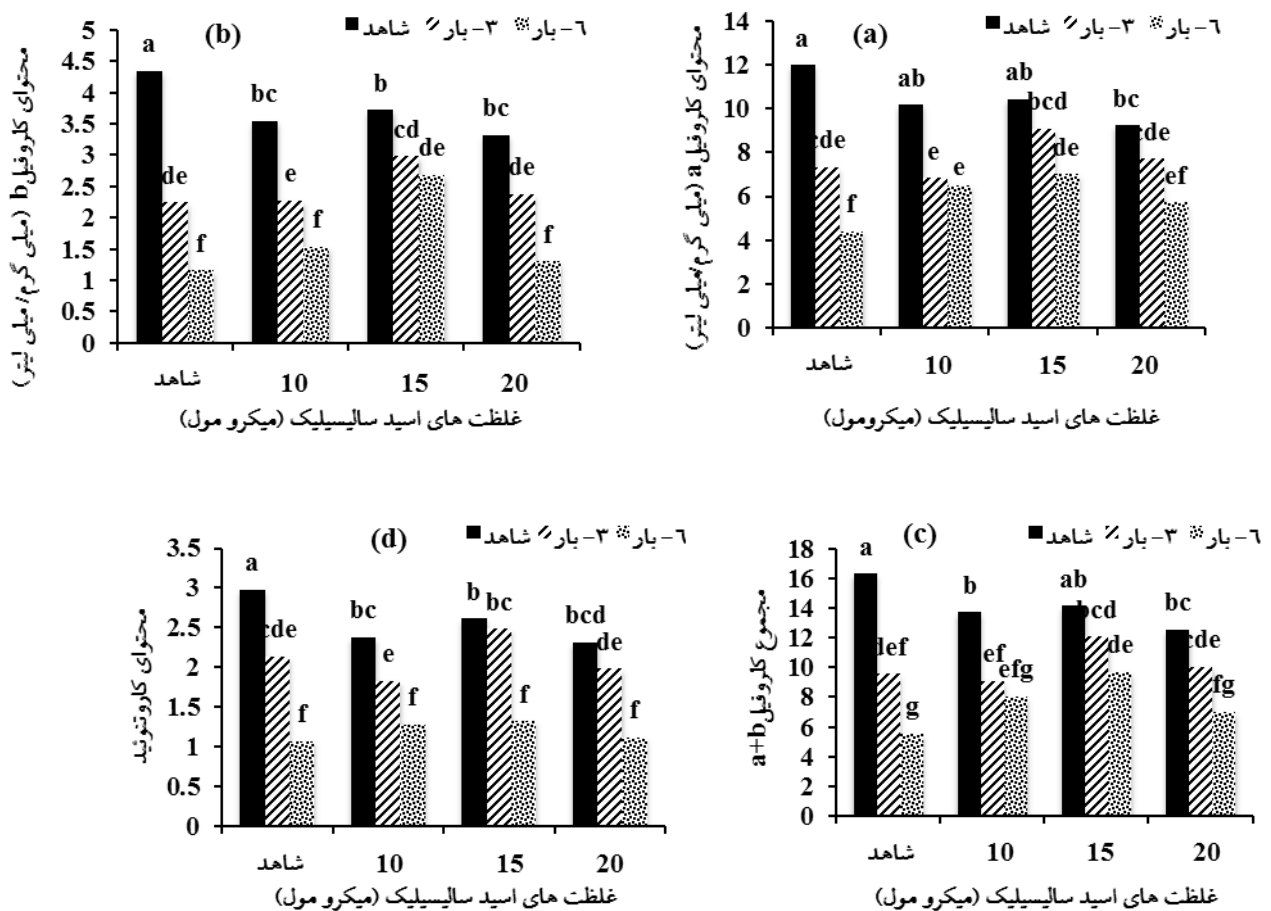 (a)
شاهد ٣- بار ٦- بار
محتوای کلروفیل a (میلی گرم/میلی لیتر)
14
12
10
8
6
4
2
0
a
cde
f
ab
e
e
ab
bcd
de
bc
cde
ef
شاهد 10 15 20
غلظت های اسید سالیسیلیک (میکرومول)
(b)
شاهد ٣- بار ٦- بار
محتوای کلروفیل b (میلی گرم/میلی لیتر)
5
4.5
4
3.5
3
2.5
2
1.5
1
0.5
0
a
de
f
bc
e
f
b
cd
de
bc
de
f
شاهد 10 15 20
غلظت های اسید سالیسیلیک (میکرو مول)
(c)
شاهد ٣- بار ٦- بار
مجموع کلروفیل a+b
18
16
14
12
10
8
6
4
2
0
a
def
g
b
ef
efg
ab
bcd
de
bc
cde
fg
شاهد 10 15 20
غلظت های اسید سالیسیلیک (میکرو مول)
(d)
شاهد ٣- بار ٦- بار
محتوای کاروتنوئید
3.5
3
2.5
2
1.5
1
0.5
0
a
cde
f
bc
e
f
b
bc
f
bcd
de
f
شاهد 10 15 20
غلظت های اسید سالیسیلیک (میکرو مول)